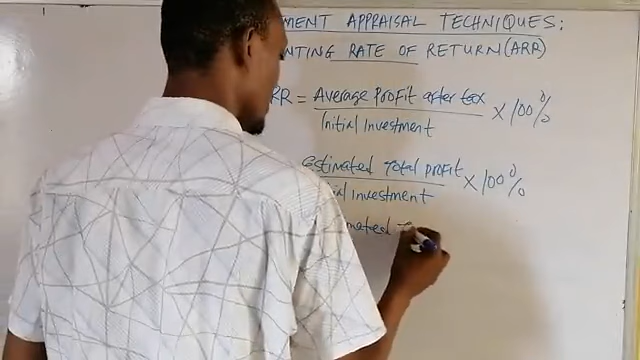 MENT APPRAISAL TECHNIQUES:
NTING RATE OF RETURN (ARR)
RR = Average Profit after tax
Initial Investment
X 100%
Estimated Total Profit
ial Investment
X 100%
mated